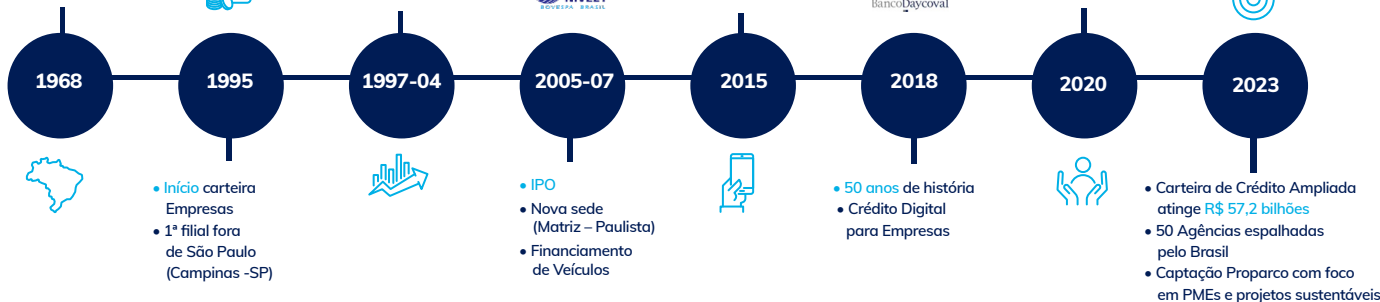 BOVESPA BRASIL
BancoDaycoval
1968
1995
1997-04
2005-07
2015
2018
2020
2023
• Início carteira
Empresas
• 1ª filial fora
de São Paulo
(Campinas -SP)
• IPO
• Nova sede
(Matriz – Paulista)
• Financiamento
de Veículos
• 50 anos de história
• Crédito Digital
para Empresas
• Carteira de Crédito Ampliada
atinge R$ 57,2 bilhões
• 50 Agências espalhadas
pelo Brasil
• Captação Proparco com foco
em PMEs e projetos sustentáveis